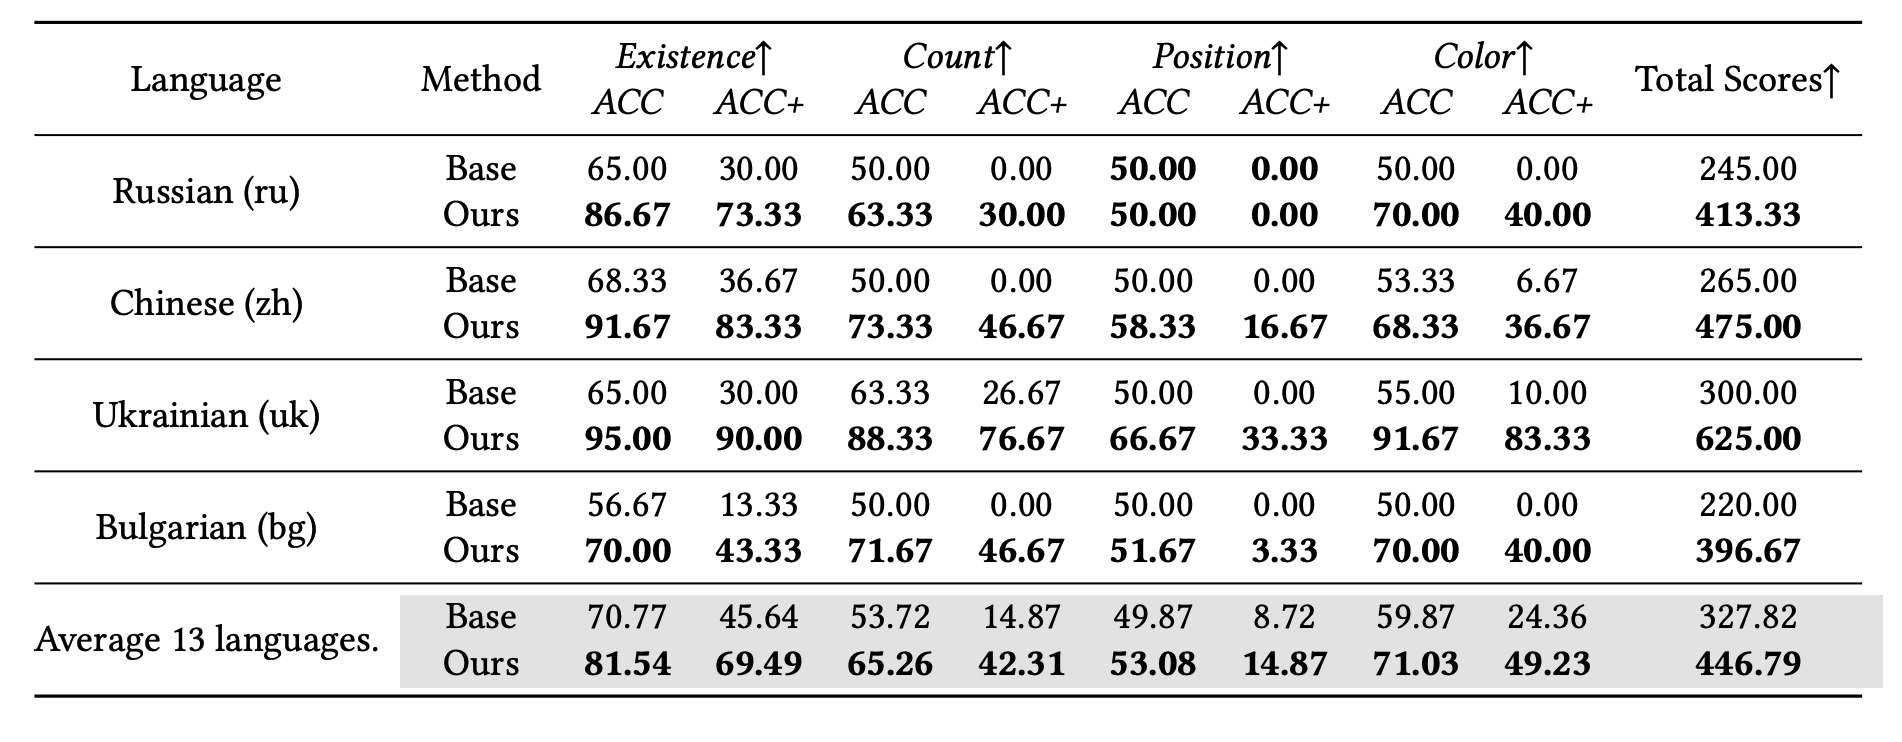 Language Method Existence↑ Count↑ Position↑ Color↑ Total Scores↑
ACC ACC+ ACC ACC+ ACC ACC+ ACC ACC+
Russian (ru)
Base 65.00 30.00 50.00 0.00 50.00 0.00 50.00 0.00 245.00
Ours 86.67 73.33 63.33 30.00 50.00 0.00 70.00 40.00 413.33
Chinese (zh)
Base 68.33 36.67 50.00 0.00 50.00 0.00 53.33 6.67 265.00
Ours 91.67 83.33 73.33 46.67 58.33 16.67 68.33 36.67 475.00
Ukrainian (uk)
Base 65.00 30.00 63.33 26.67 50.00 0.00 55.00 10.00 300.00
Ours 95.00 90.00 88.33 76.67 66.67 33.33 91.67 83.33 625.00
Bulgarian (bg)
Base 56.67 13.33 50.00 0.00 50.00 0.00 50.00 0.00 220.00
Ours 70.00 43.33 71.67 46.67 51.67 3.33 70.00 40.00 396.67
Average 13 languages.
Base 70.77 45.64 53.72 14.87 49.87 8.72 59.87 24.36 327.82
Ours 81.54 69.49 65.26 42.31 53.08 14.87 71.03 49.23 446.79